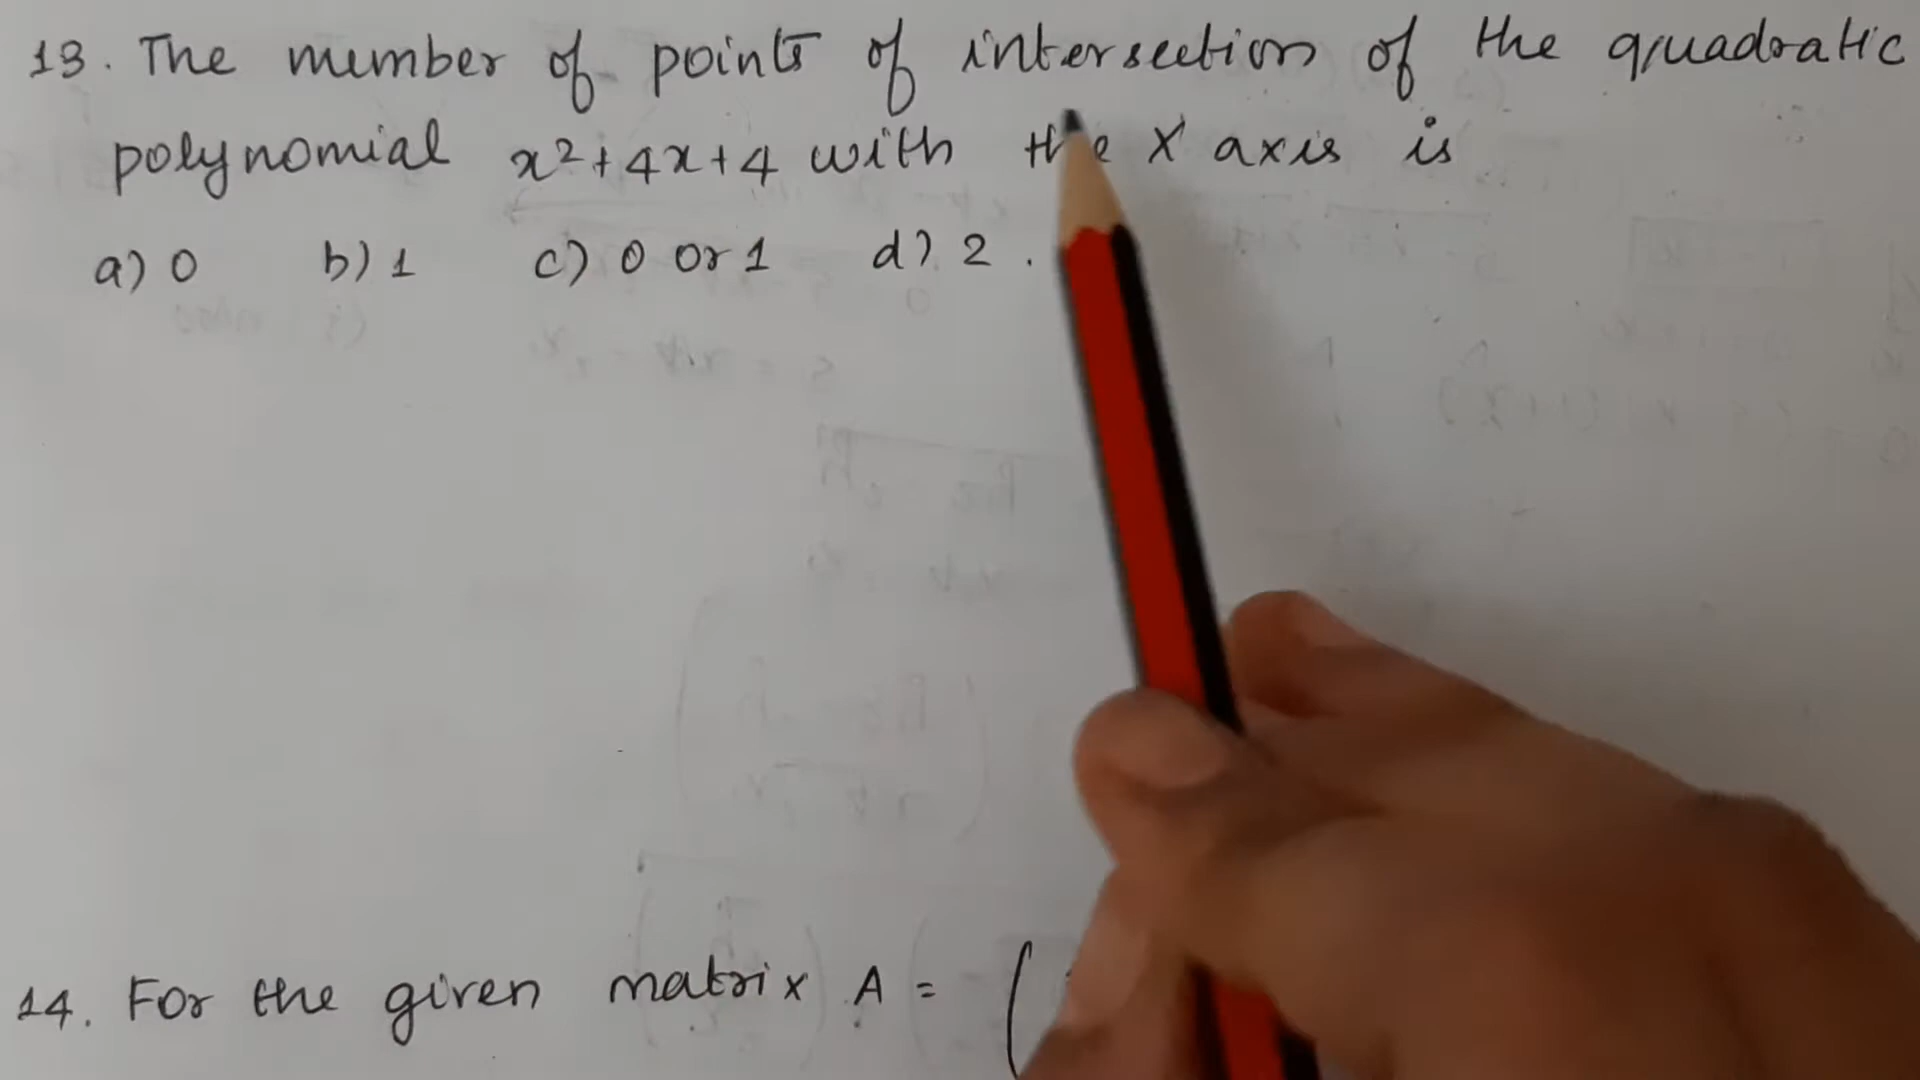 13. The number of points of intersection of the quadratic
polynomial x²+4x+4 with the X axis is
a) 0 b) 1 c) 0 or 1 d) 2.
14. For the given matrix A = (